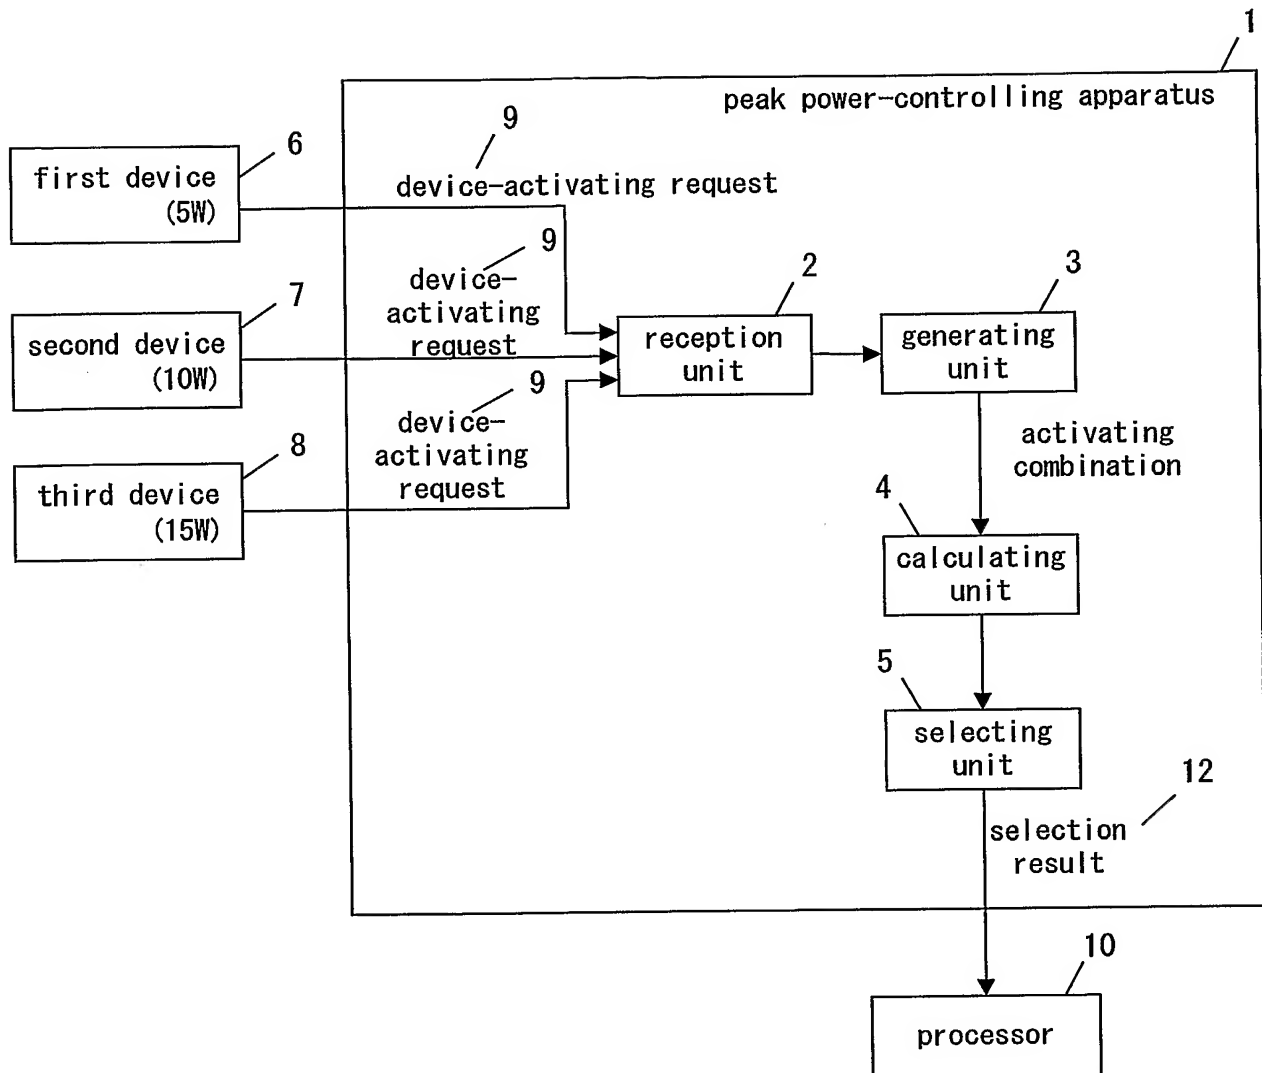 1
peak power-controlling apparatus
9
6
first device
(5W)
device-activating request
9
device-
activating
request
7
second device
(10W)
2
reception
unit
3
generating
unit
9
device-
activating
request
8
third device
(15W)
activating
combination
4
calculating
unit
5
selecting
unit
12
selection
result
10
processor